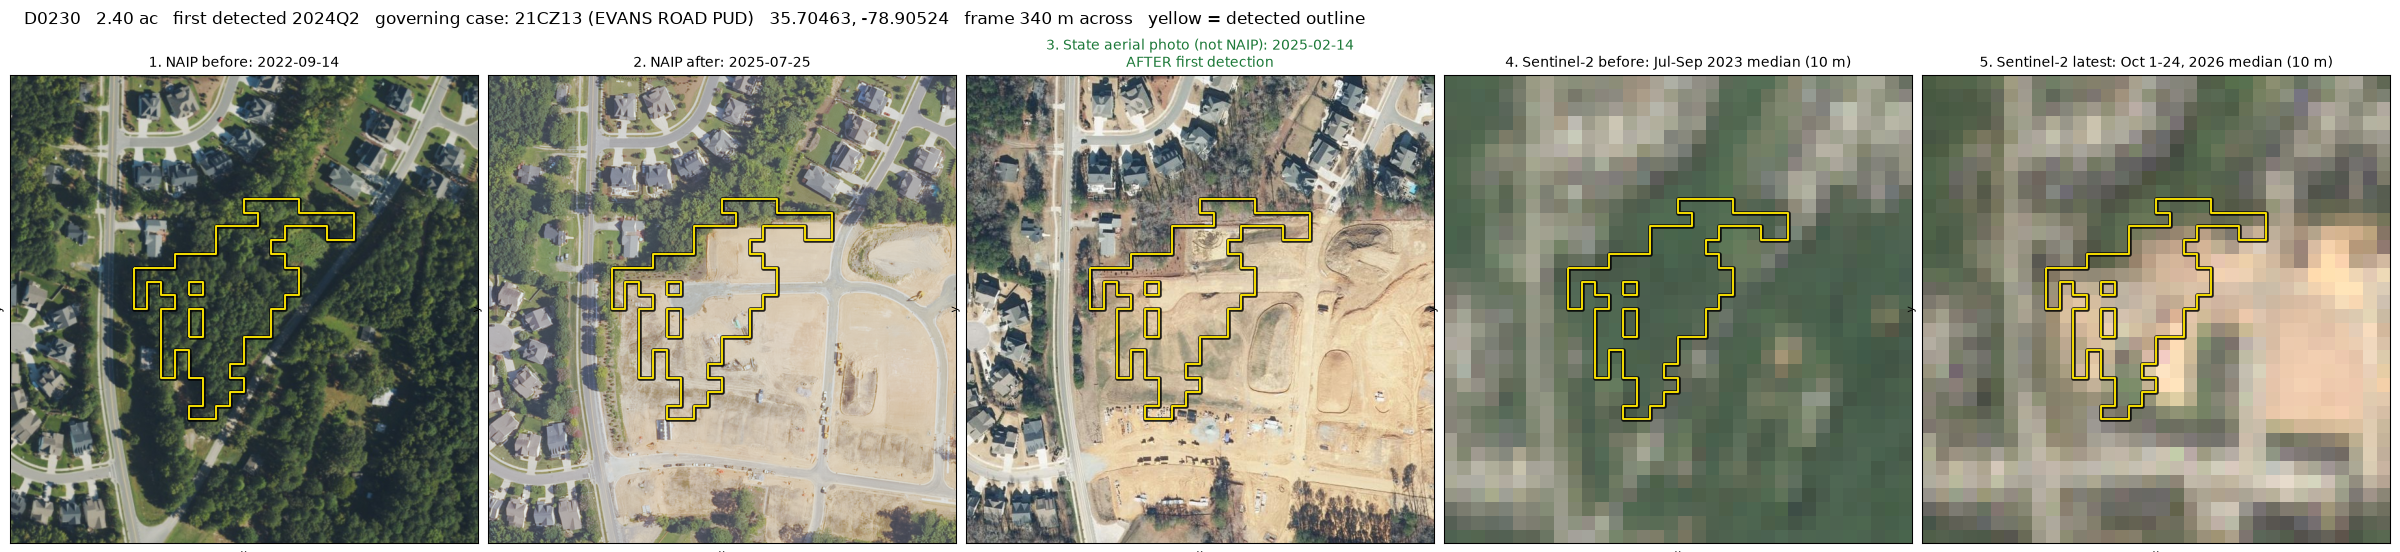 D0230 2.40 ac first detected 2024Q2 governing case: 21CZ13 (EVANS ROAD PUD) 35.70463, -78.90524 frame 340 m across yellow = detected outline
1. NAIP before: 2022-09-14
2. NAIP after: 2025-07-25
3. State aerial photo (not NAIP): 2025-02-14
AFTER first detection
4. Sentinel-2 before: Jul-Sep 2023 median (10 m)
5. Sentinel-2 latest: Oct 1-24, 2026 median (10 m)